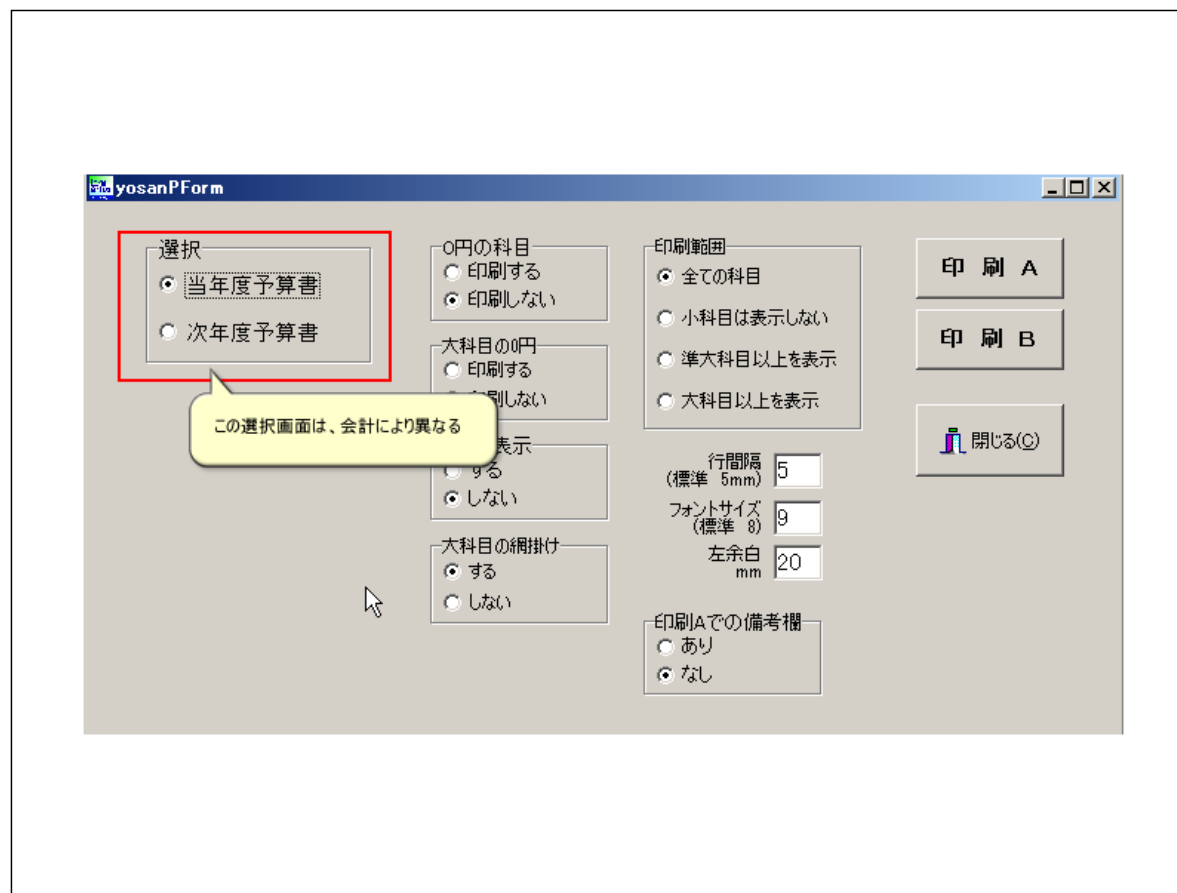 yosanPForm
選択
当年度予算書
次年度予算書
この選択画面は、会計により異なる
0円の科目
印刷する
印刷しない
大科目の0円
印刷する
印刷しない
表示
する
しない
大科目の網掛け
する
しない
印刷範囲
全ての科目
小科目は表示しない
準大科目以上を表示
大科目以上を表示
行間隔
(標準 5mm)
5
フォントサイズ
(標準 8)
9
左余白
mm
20
印刷Aでの備考欄
あり
なし
印 刷 A
印 刷 B
閉じる(C)